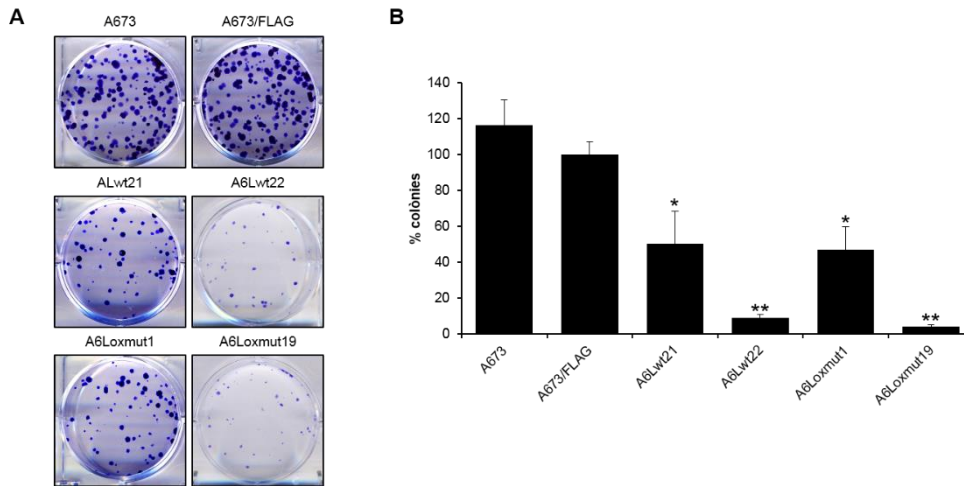 A
A673
A673/FLAG
ALwt21
A6Lwt22
A6Loxmut1
A6Loxmut19
B
% colònies
140
120
100
80
60
40
20
0
*
**
*
**
A673
A673/FLAG
A6Lwt21
A6Lwt22
A6Loxmut1
A6Loxmut19